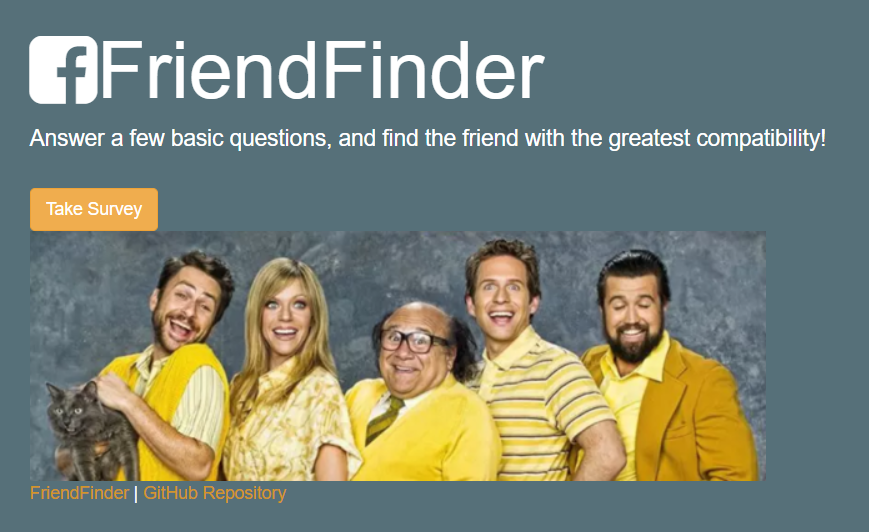 FriendFinder
Answer a few basic questions, and find the friend with the greatest compatibility!
Take Survey
FriendFinder | GitHub Repository